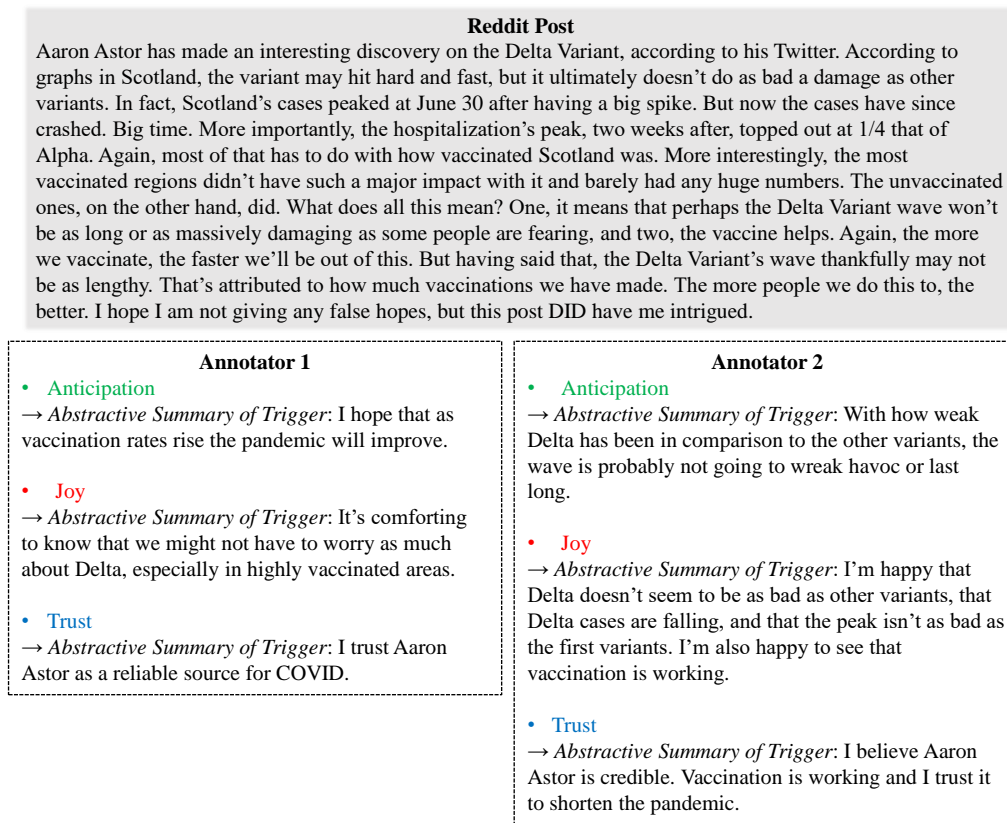 Reddit Post
Aaron Astor has made an interesting discovery on the Delta Variant, according to his Twitter. According to
graphs in Scotland, the variant may hit hard and fast, but it ultimately doesn’t do as bad a damage as other
variants. In fact, Scotland’s cases peaked at June 30 after having a big spike. But now the cases have since
crashed. Big time. More importantly, the hospitalization’s peak, two weeks after, topped out at 1/4 that of
Alpha. Again, most of that has to do with how vaccinated Scotland was. More interestingly, the most
vaccinated regions didn’t have such a major impact with it and barely had any huge numbers. The unvaccinated
ones, on the other hand, did. What does all this mean? One, it means that perhaps the Delta Variant wave won’t
be as long or as massively damaging as some people are fearing, and two, the vaccine helps. Again, the more
we vaccinate, the faster we’ll be out of this. But having said that, the Delta Variant’s wave thankfully may not
be as lengthy. That’s attributed to how much vaccinations we have made. The more people we do this to, the
better. I hope I am not giving any false hopes, but this post DID have me intrigued.
Annotator 1
• Anticipation
→ Abstractive Summary of Trigger: I hope that as
vaccination rates rise the pandemic will improve.
• Joy
→ Abstractive Summary of Trigger: It’s comforting
to know that we might not have to worry as much
about Delta, especially in highly vaccinated areas.
• Trust
→ Abstractive Summary of Trigger: I trust Aaron
Astor as a reliable source for COVID.
Annotator 2
• Anticipation
→ Abstractive Summary of Trigger: With how weak
Delta has been in comparison to the other variants, the
wave is probably not going to wreak havoc or last
long.
• Joy
→ Abstractive Summary of Trigger: I’m happy that
Delta doesn’t seem to be as bad as other variants, that
Delta cases are falling, and that the peak isn’t as bad as
the first variants. I’m also happy to see that
vaccination is working.
• Trust
→ Abstractive Summary of Trigger: I believe Aaron
Astor is credible. Vaccination is working and I trust it
to shorten the pandemic.